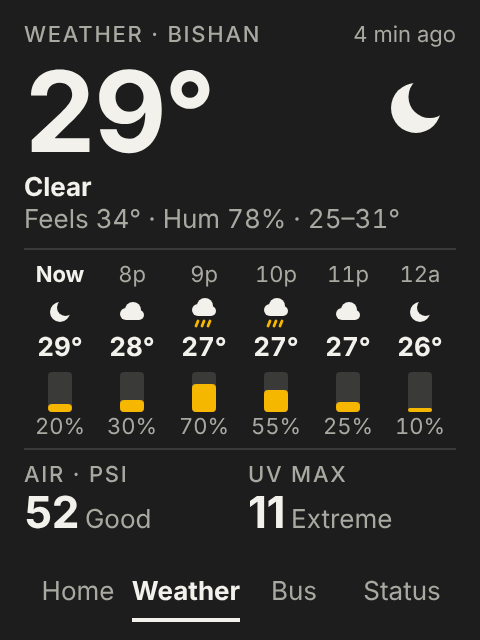 WEATHER · BISHAN 4 min ago
29°
Clear
Feels 34° · Hum 78% · 25–31°
Now 8p 9p 10p 11p 12a
29° 28° 27° 27° 27° 26°
20% 30% 70% 55% 25% 10%
AIR · PSI UV MAX
52 Good 11 Extreme
Home Weather Bus Status